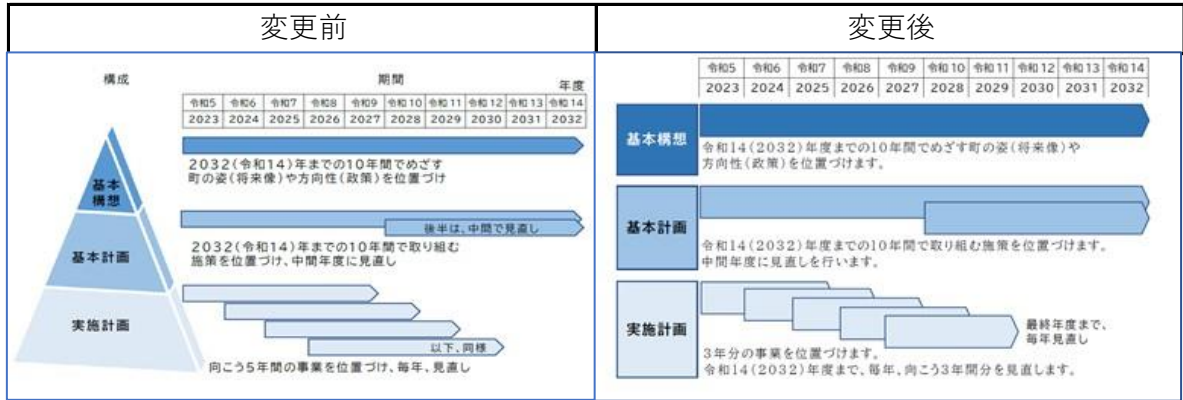 変更前
構成
期間
年度
令和5 令和6 令和7 令和8 令和9 令和10 令和11 令和12 令和13 令和14
2023 2024 2025 2026 2027 2028 2029 2030 2031 2032
2032(令和14)年までの10年間でめざす
町の姿(将来像)や方向性(政策)を位置づけ
基本
構想
後半は、中間で見直し
2032(令和14)年までの10年間で取り組む
施策を位置づけ、中間年度に見直し
基本計画
実施計画
以下、同様
向こう5年間の事業を位置づけ、毎年、見直し
変更後
令和5 令和6 令和7 令和8 令和9 令和10 令和11 令和12 令和13 令和14
2023 2024 2025 2026 2027 2028 2029 2030 2031 2032
基本構想
令和14(2032)年度までの10年間でめざす町の姿(将来像)や
方向性(政策)を位置づけます。
基本計画
令和14(2032)年度までの10年間で取り組む施策を位置づけます。
中間年度に見直しを行います。
実施計画
最終年度まで、
毎年見直し
3年分の事業を位置づけます。
令和14(2032)年度まで、毎年、向こう3年間分を見直します。